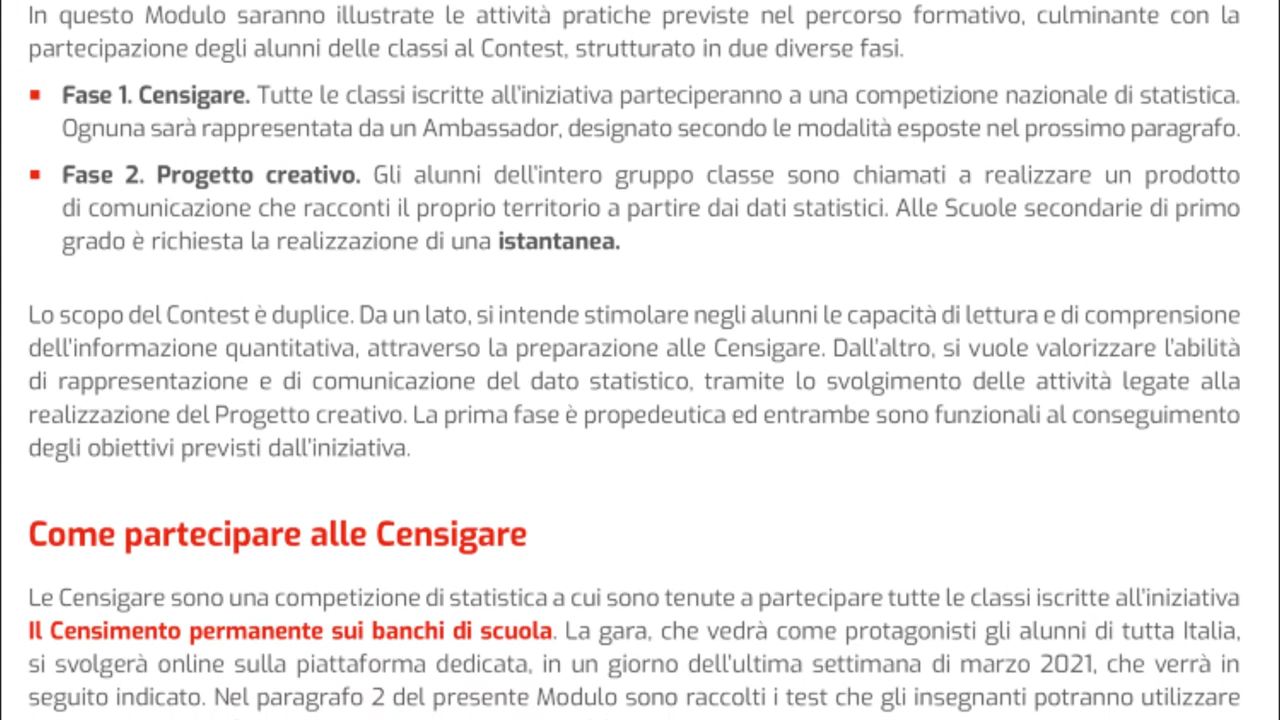 In questo Modulo saranno illustrate le attività pratiche previste nel percorso formativo, culminante con la
partecipazione degli alunni delle classi al Contest, strutturato in due diverse fasi.
Fase 1. Censigare. Tutte le classi iscritte all'iniziativa parteciperanno a una competizione nazionale di statistica.
Ognuna sarà rappresentata da un Ambassador, designato secondo le modalità esposte nel prossimo paragrafo.
Fase 2. Progetto creativo. Gli alunni dell'intero gruppo classe sono chiamati a realizzare un prodotto
di comunicazione che racconti il proprio territorio a partire dai dati statistici. Alle Scuole secondarie di primo
grado è richiesta la realizzazione di una istantanea.
Lo scopo del Contest è duplice. Da un lato, si intende stimolare negli alunni le capacità di lettura e di comprensione
dell'informazione quantitativa, attraverso la preparazione alle Censigare. Dall'altro, si vuole valorizzare l'abilità
di rappresentazione e di comunicazione del dato statistico, tramite lo svolgimento delle attività legate alla
realizzazione del Progetto creativo. La prima fase è propedeutica ed entrambe sono funzionali al conseguimento
degli obiettivi previsti dall'iniziativa.
Come partecipare alle Censigare
Le Censigare sono una competizione di statistica a cui sono tenute a partecipare tutte le classi iscritte all'iniziativa
Il Censimento permanente sui banchi di scuola. La gara, che vedrà come protagonisti gli alunni di tutta Italia,
si svolgerà online sulla piattaforma dedicata, in un giorno dell'ultima settimana di marzo 2021, che verrà in
seguito indicato. Nel paragrafo 2 del presente Modulo sono raccolti i test che gli insegnanti potranno utilizzare